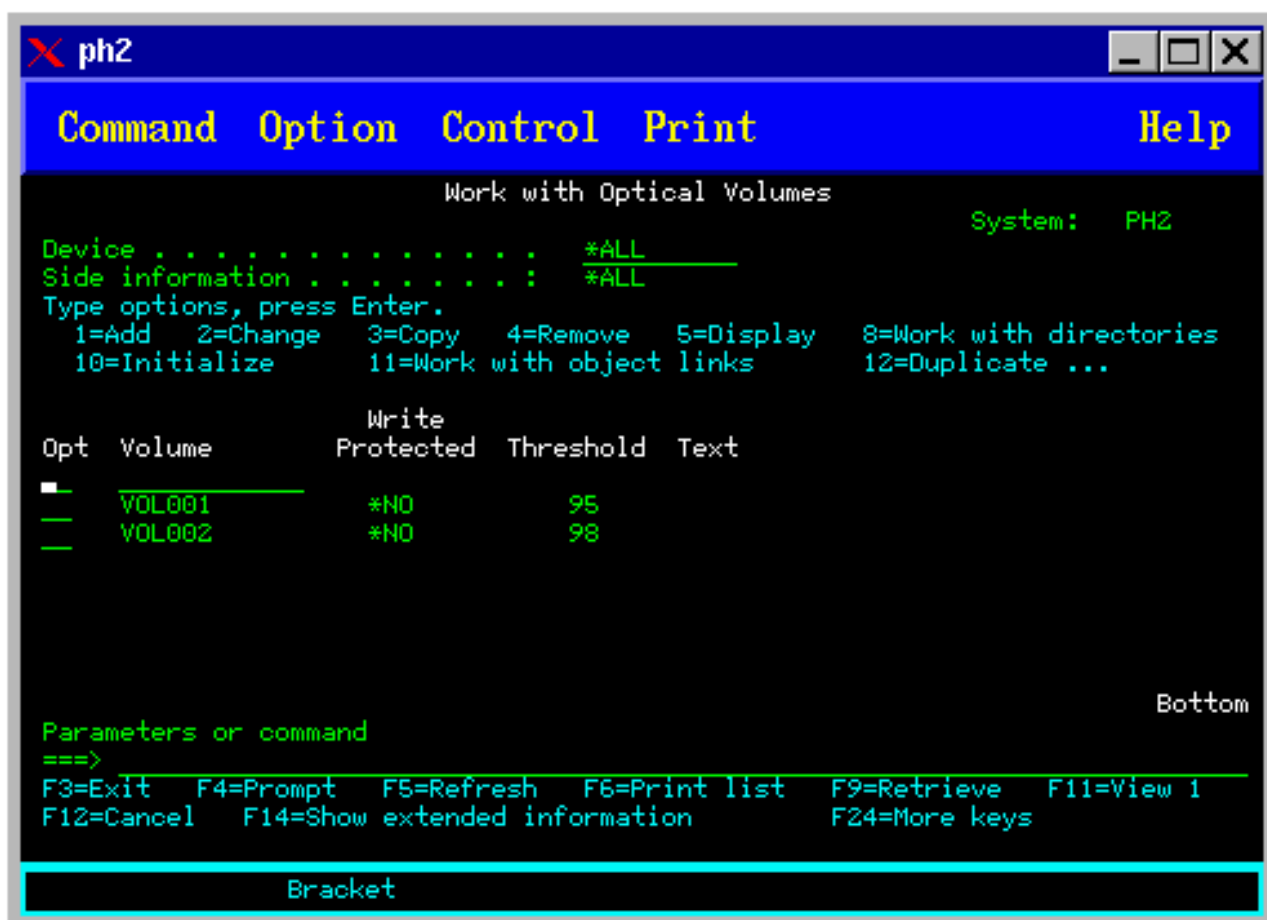 ph2
Command Option Control Print Help
Work with Optical Volumes
System: PH2
Device . . . . . . . . . . . . . *ALL
Side information . . . . . . . . : *ALL
Type options, press Enter.
1=Add 2=Change 3=Copy 4=Remove 5=Display 8=Work with directories
10=Initialize 11=Work with object links 12=Duplicate ...
Write
Opt Volume Protected Threshold Text
VOL001 *NO 95
VOL002 *NO 98
Bottom
Parameters or command
===>
F3=Exit F4=Prompt F5=Refresh F6=Print list F9=Retrieve F11=View 1
F12=Cancel F14=Show extended information F24=More keys
Bracket